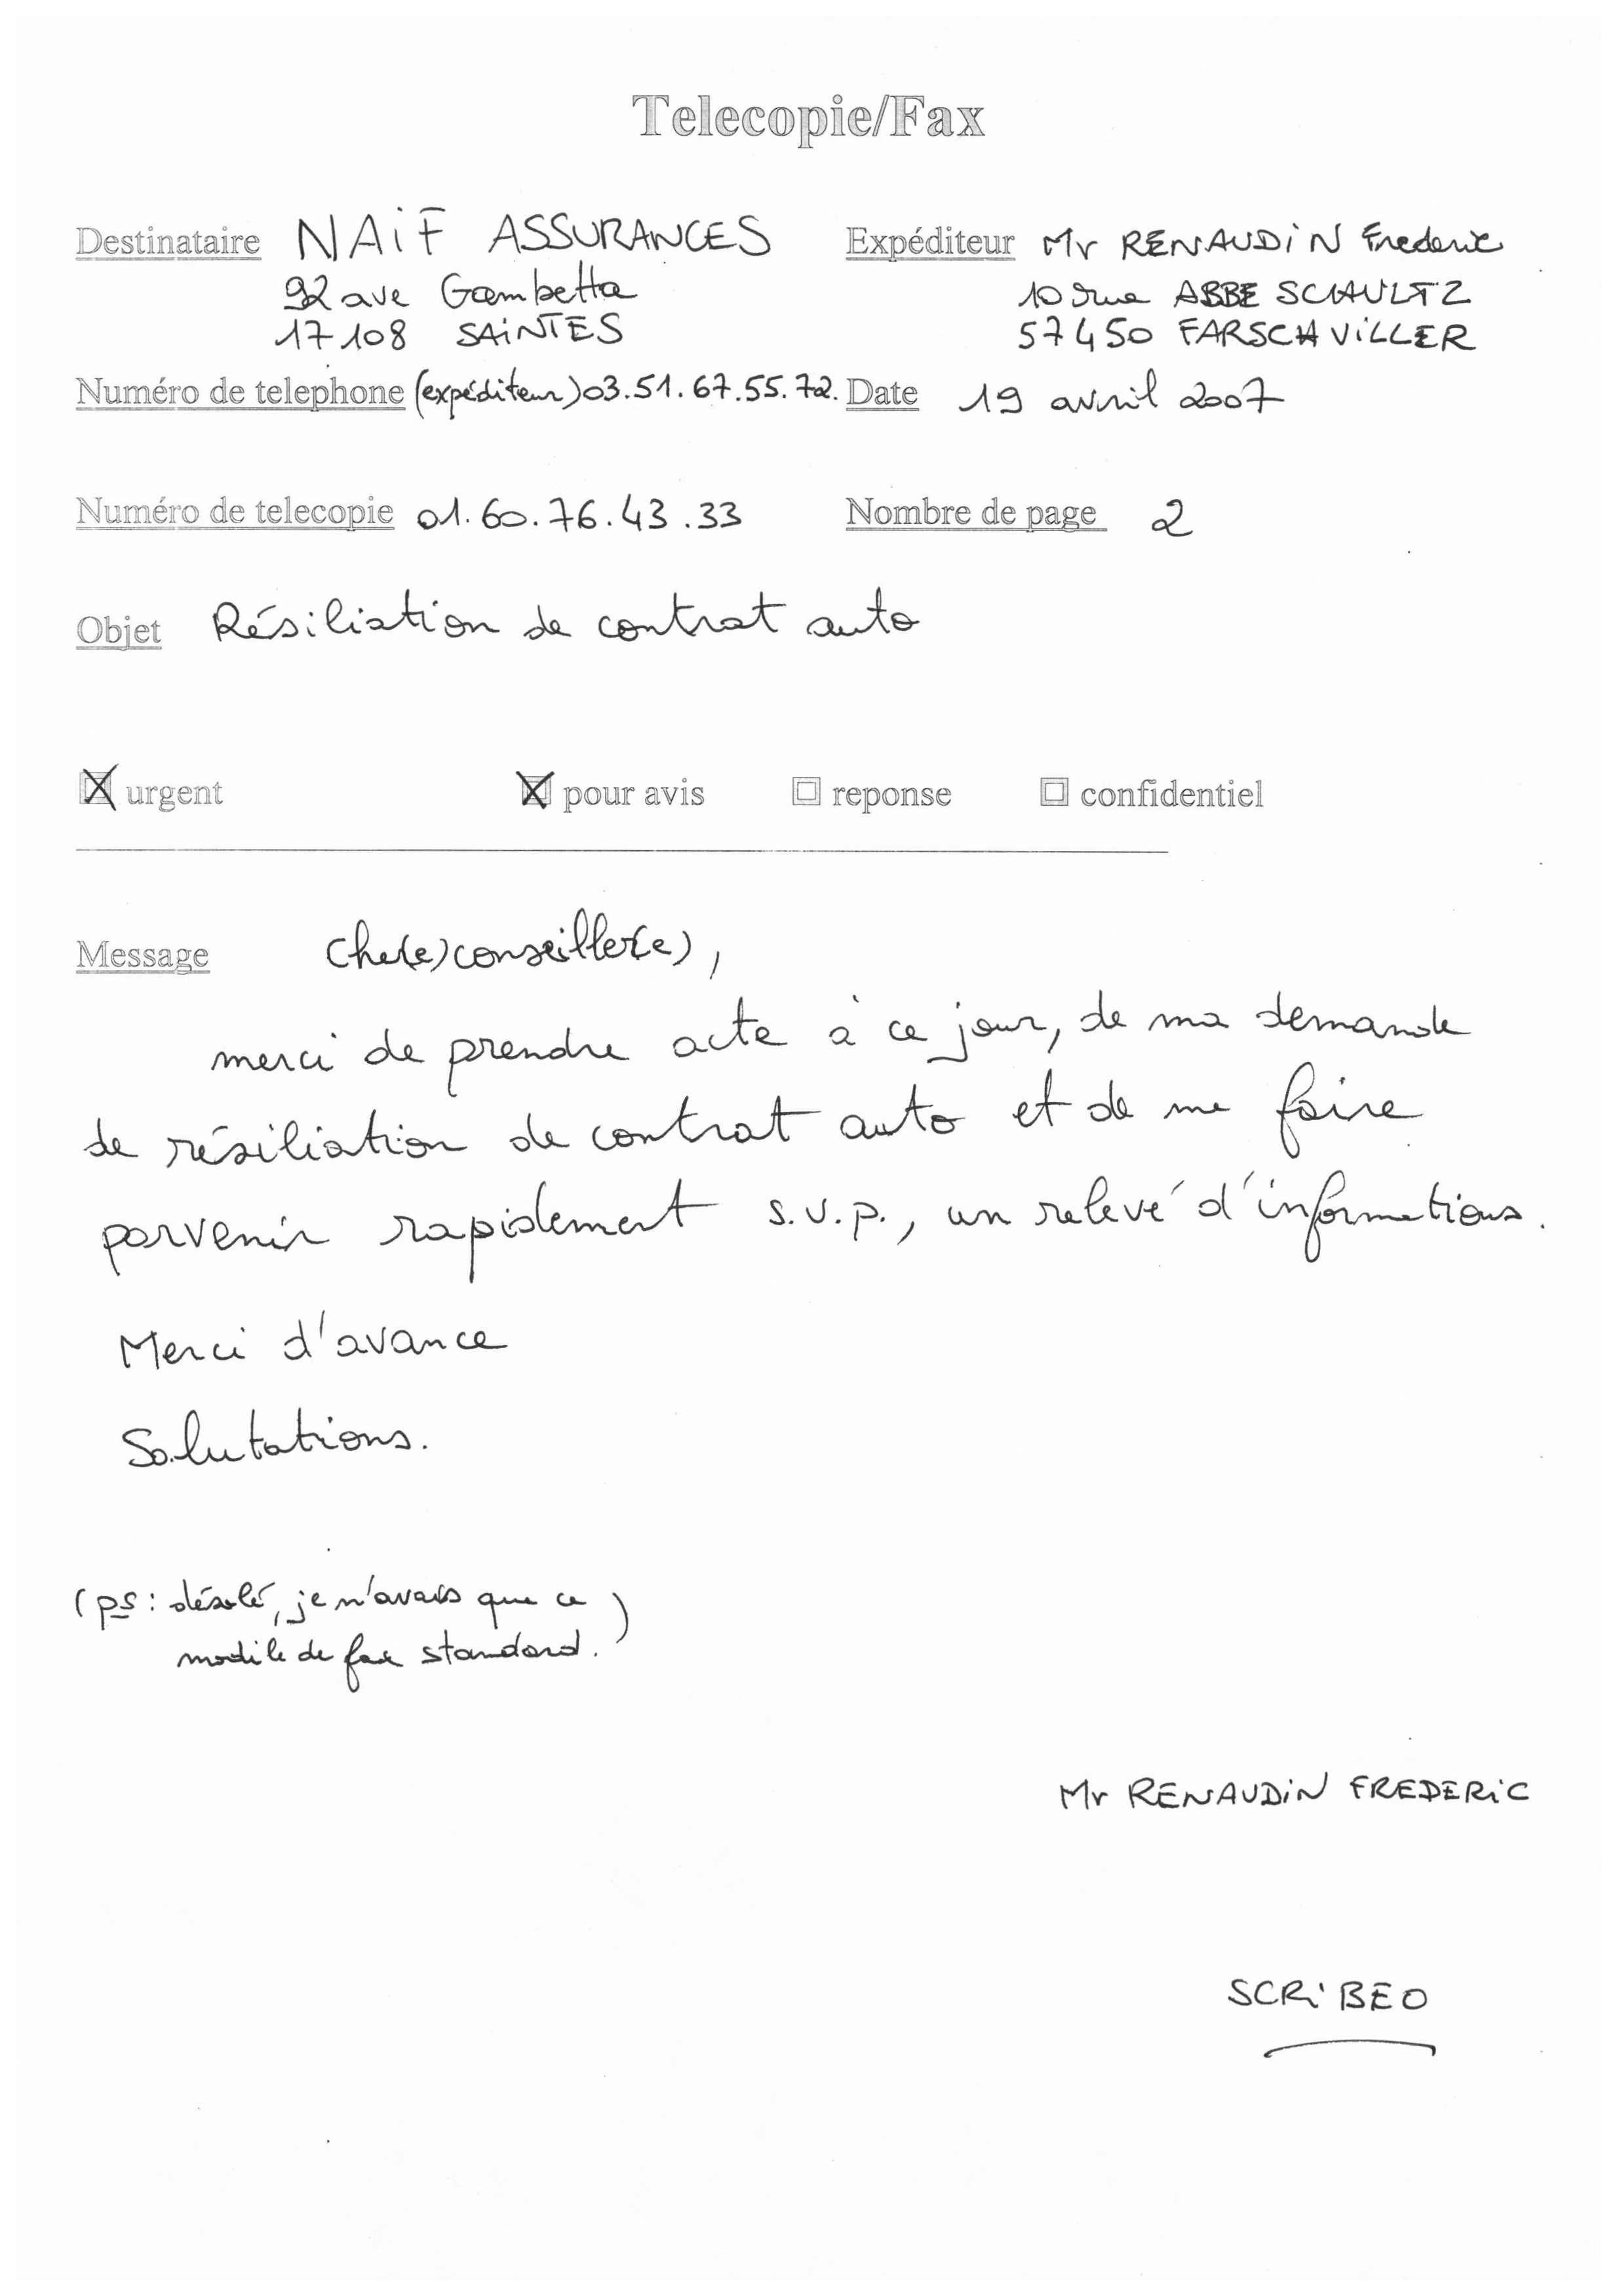 Telecopie/Fax
Destinataire NAiF ASSURANCES
92 ave Gambetta
17108 SAiNTES
Expéditeur Mr RENAUDiN Frederic
10 rue ABBE SCHAULTZ
57450 FARSCHViLLER
Numéro de telephone (expéditeur) 03.51.67.55.72. Date 19 avril 2007
Numéro de telecopie 01.60.76.43.33 Nombre de page 2
Objet Résiliation de contrat auto
urgent pour avis reponse confidentiel
Message Cher(e) conseiller(e),
merci de prendre acte à ce jour, de ma demande
de résiliation de contrat auto et de me faire
parvenir rapidement s.v.p., un relevé d'informations.
Merci d'avance
Salutations.
(ps : désolé, je n'avais que ce
modèle de fax standard.)
Mr RENAUDiN FREDERiC
SCRiBEO